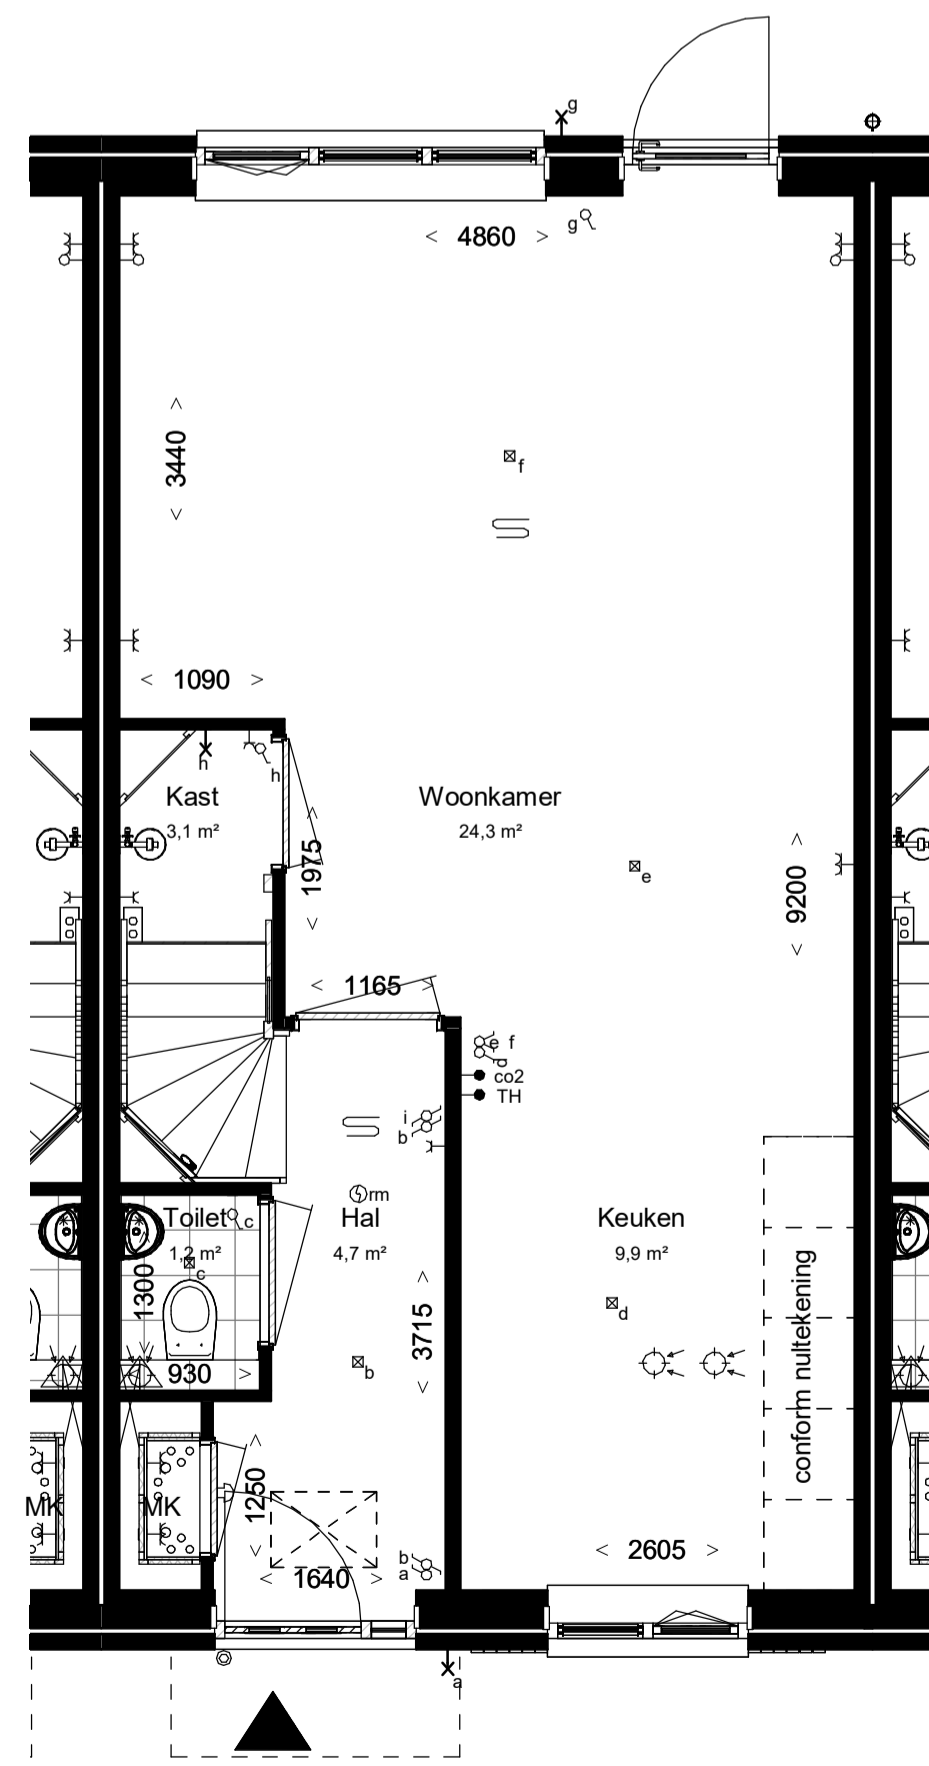 g
g
< 4860 >
< 3440 >
f
< 1090 >
h
h
Kast
3,1 m²
Woonkamer
24,3 m²
< 1975 >
e
< 9200 >
< 1165 >
e f
d
co2
TH
i
b
rm
Toilet
c
1,2 m²
c
Hal
4,7 m²
Keuken
9,9 m²
< 1300 >
d
< 3715 >
conform nultekening
< 930 >
b
< 1250 >
MK
MK
< 1640 >
b
a
< 2605 >
a